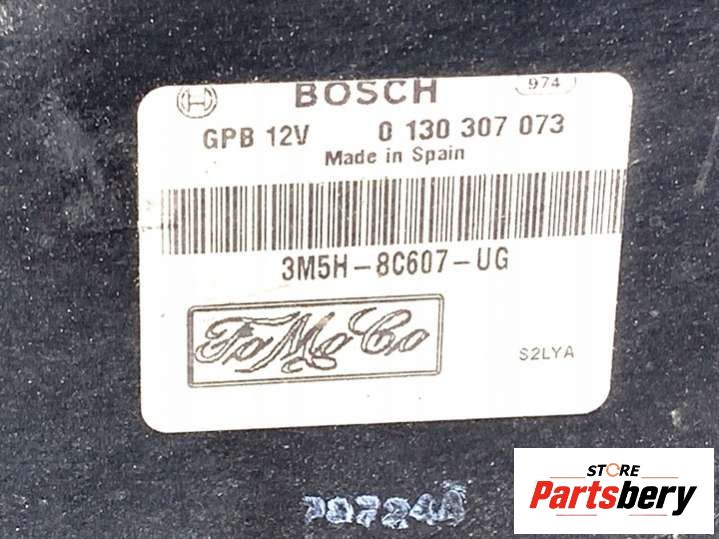 BOSCH 974
GPB 12V 0 130 307 073
Made in Spain
3M5H-8C607-UG
FoMoCo
S2LYA
STORE
Partsbery